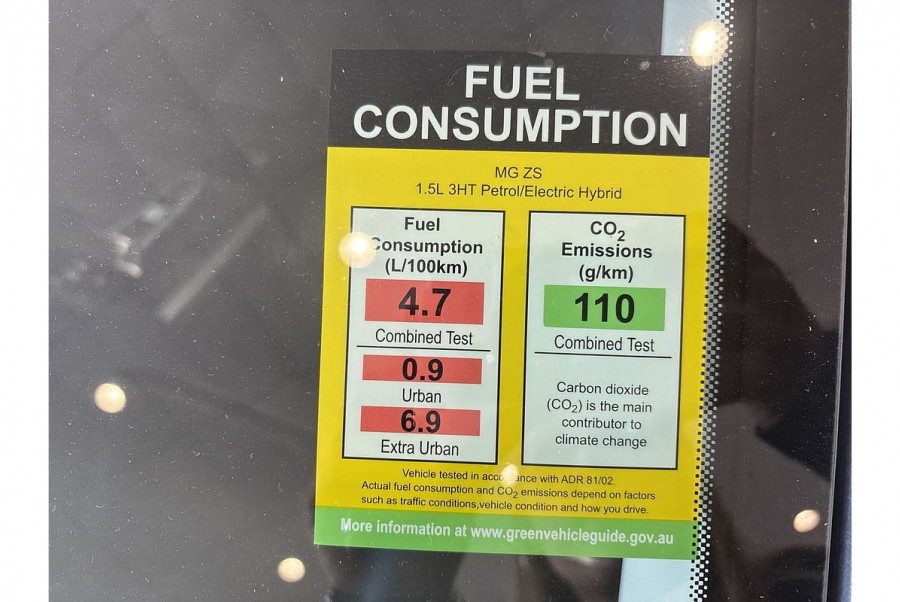 FUEL
CONSUMPTION
MG ZS
1.5L 3HT Petrol/Electric Hybrid
Fuel
Consumption
(L/100km)
4.7
Combined Test
0.9
Urban
6.9
Extra Urban
CO₂
Emissions
(g/km)
110
Combined Test
Carbon dioxide
(CO₂) is the main
contributor to
climate change
Vehicle tested in accordance with ADR 81/02.
Actual fuel consumption and CO₂ emissions depend on factors
such as traffic conditions,vehicle condition and how you drive.
More information at www.greenvehicleguide.gov.au